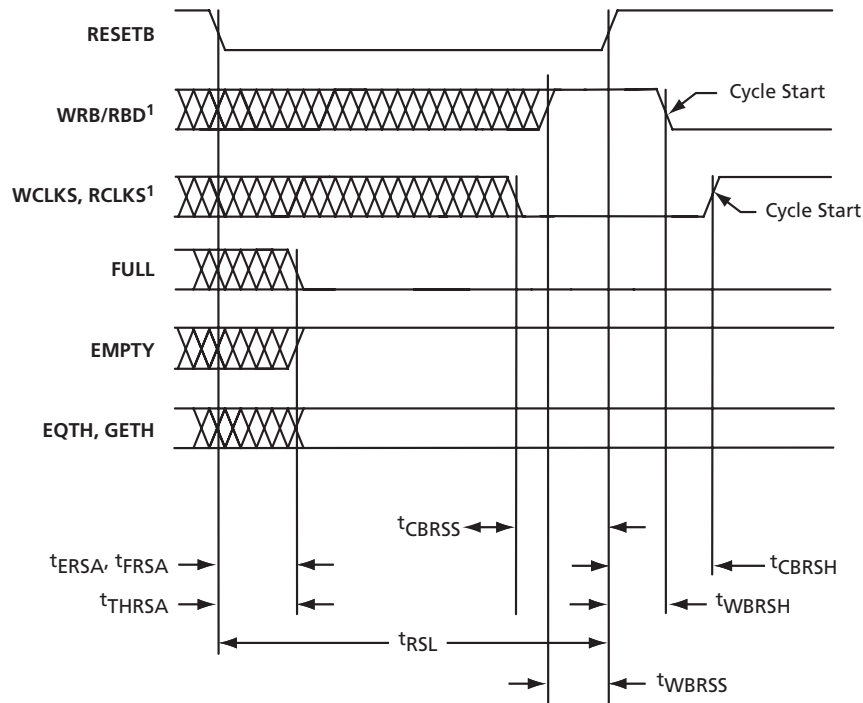 RESETB
WRB/RBD¹
Cycle Start
WCLKS, RCLKS¹
Cycle Start
FULL
EMPTY
EQTH, GETH
tCBRSS
tERSA, tFRSA
tCBRSH
tTHRSA
tWBRSH
tRSL
tWBRSS